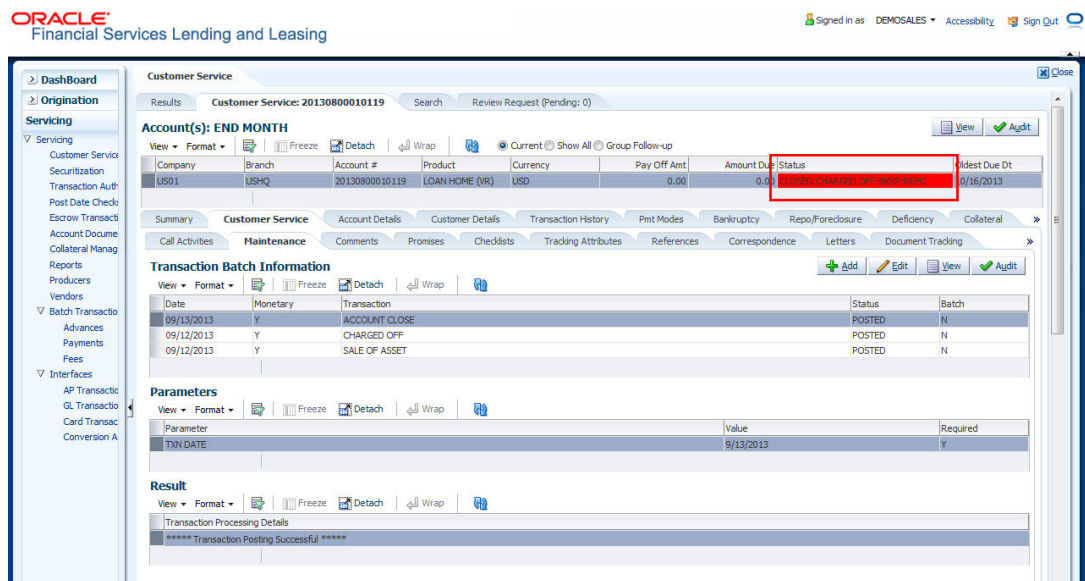 ORACLE®
Financial Services Lending and Leasing
Signed in as DEMOSALES Accessibility Sign Out
Close
DashBoard
Origination
Servicing
Servicing
Customer Service
Securitization
Transaction Auth
Post Date Checks
Escrow Transacti
Account Docume
Collateral Manag
Reports
Producers
Vendors
Batch Transactio
Advances
Payments
Fees
Interfaces
AP Transactio
GL Transactio
Card Transac
Conversion A
Customer Service
Results Customer Service: 20130800010119 Search Review Request (Pending: 0)
Account(s): END MONTH
View Audit
View Format Freeze Detach Wrap Current Show All Group Follow-up
Company Branch Account # Product Currency Pay Off Amt Amount Due Status Oldest Due Dt
US01 USHQ 20130800010119 LOAN HOME (VR) USD 0.00 0.00 CLOSED:CHARGED OFF:BKRP:REPO 10/16/2013
Summary Customer Service Account Details Customer Details Transaction History Pmt Modes Bankruptcy Repo/Foreclosure Deficiency Collateral »
Call Activities Maintenance Comments Promises Checklists Tracking Attributes References Correspondence Letters Document Tracking »
Transaction Batch Information
Add Edit View Audit
View Format Freeze Detach Wrap
Date Monetary Transaction Status Batch
09/13/2013 Y ACCOUNT CLOSE POSTED N
09/12/2013 Y CHARGED OFF POSTED N
09/12/2013 Y SALE OF ASSET POSTED N
Parameters
View Format Freeze Detach Wrap
Parameter Value Required
TXN DATE 9/13/2013 Y
Result
View Format Freeze Detach Wrap
Transaction Processing Details
***** Transaction Posting Successful *****